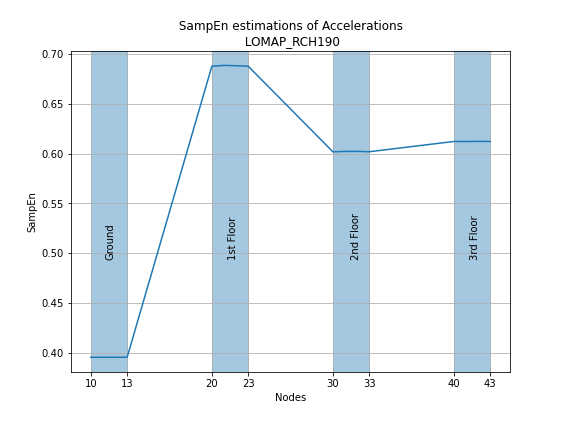 SampEn estimations of Accelerations
LOMAP_RCH190
0.70
0.65
0.60
0.55
0.50
0.45
0.40
SampEn
Ground
1st Floor
2nd Floor
3rd Floor
10 13 20 23 30 33 40 43
Nodes